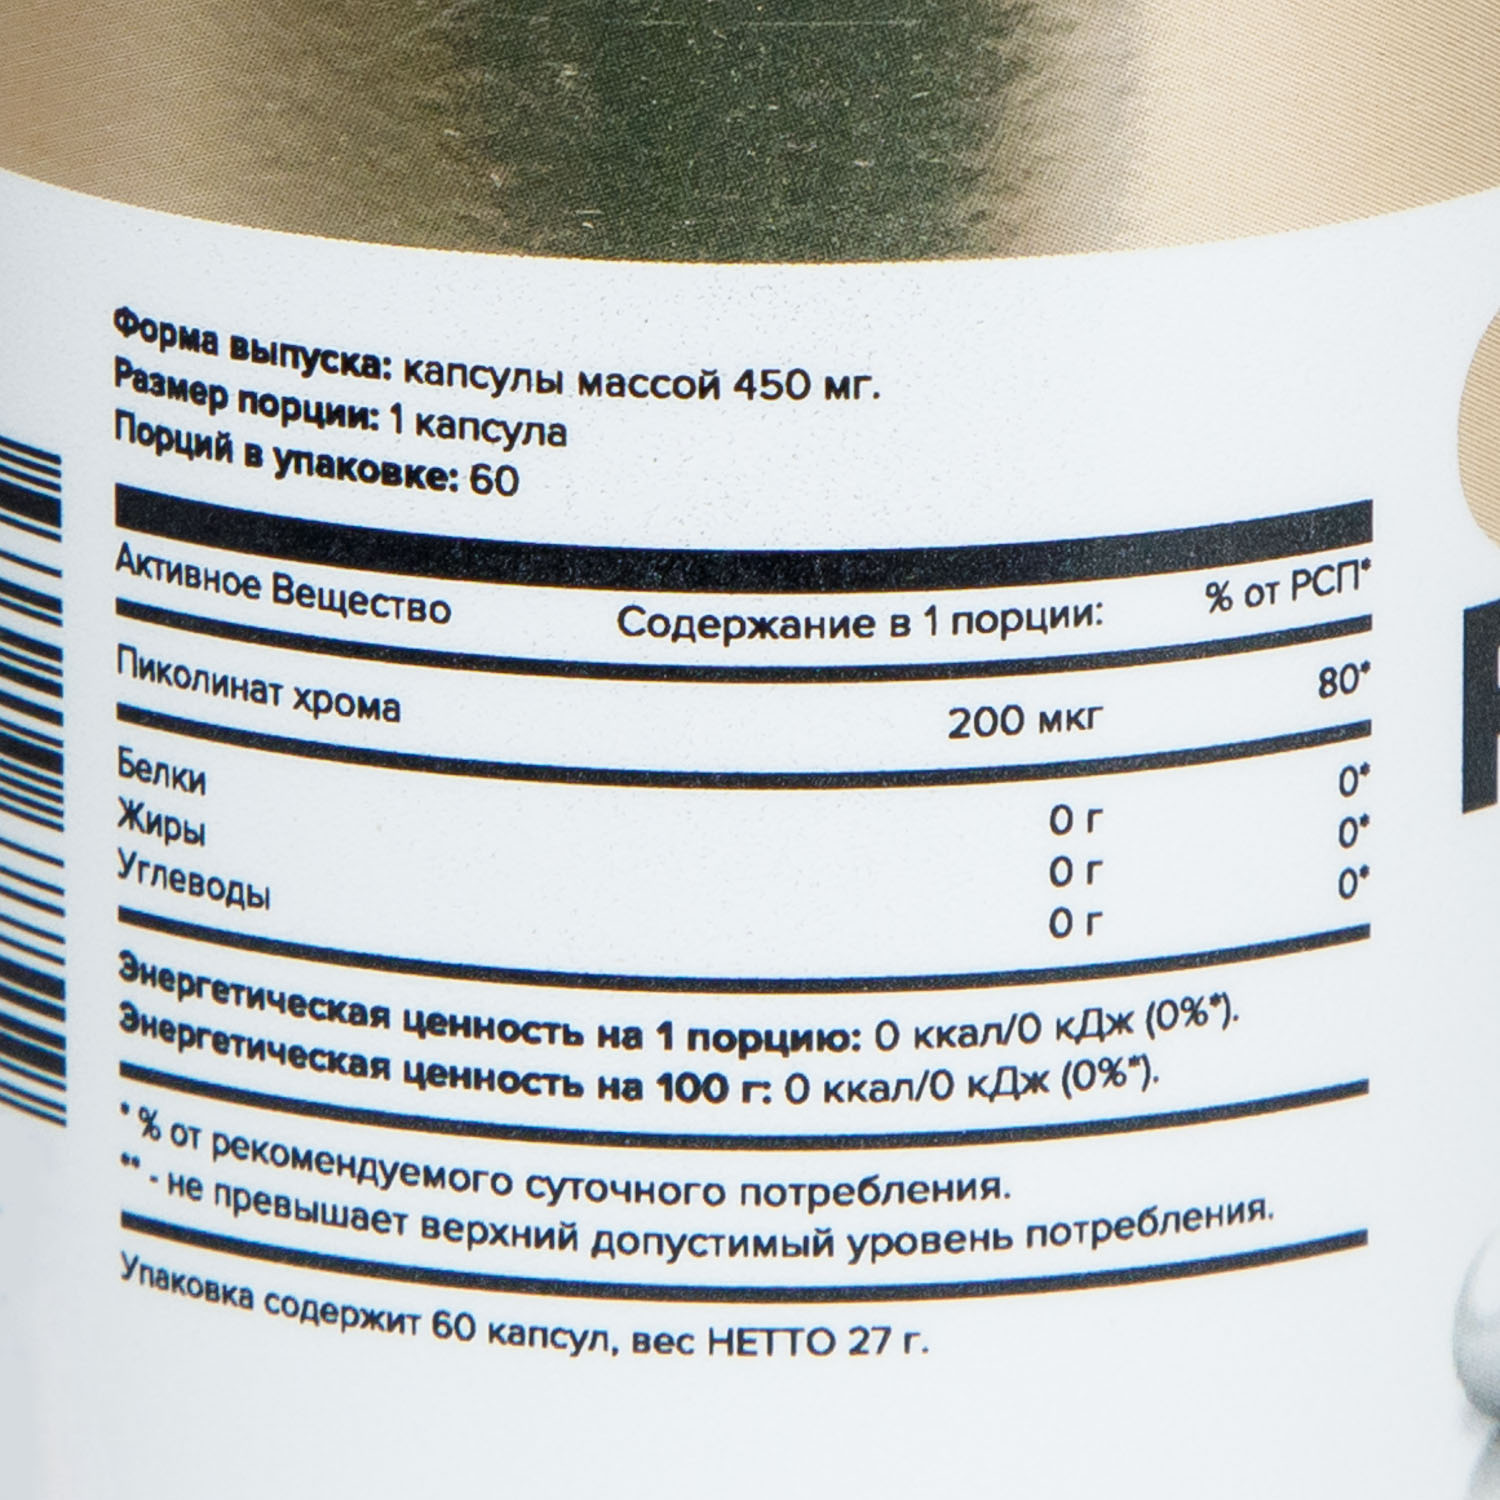 Форма выпуска: капсулы массой 450 мг.
Размер порции: 1 капсула
Порций в упаковке: 60
Активное Вещество Содержание в 1 порции: % от РСП*
Пиколинат хрома 200 мкг 80*
Белки 0 г 0*
Жиры 0 г 0*
Углеводы 0 г 0*
Энергетическая ценность на 1 порцию: 0 ккал/0 кДж (0%*).
Энергетическая ценность на 100 г: 0 ккал/0 кДж (0%*).
* % от рекомендуемого суточного потребления.
** - не превышает верхний допустимый уровень потребления.
Упаковка содержит 60 капсул, вес НЕТТО 27 г.